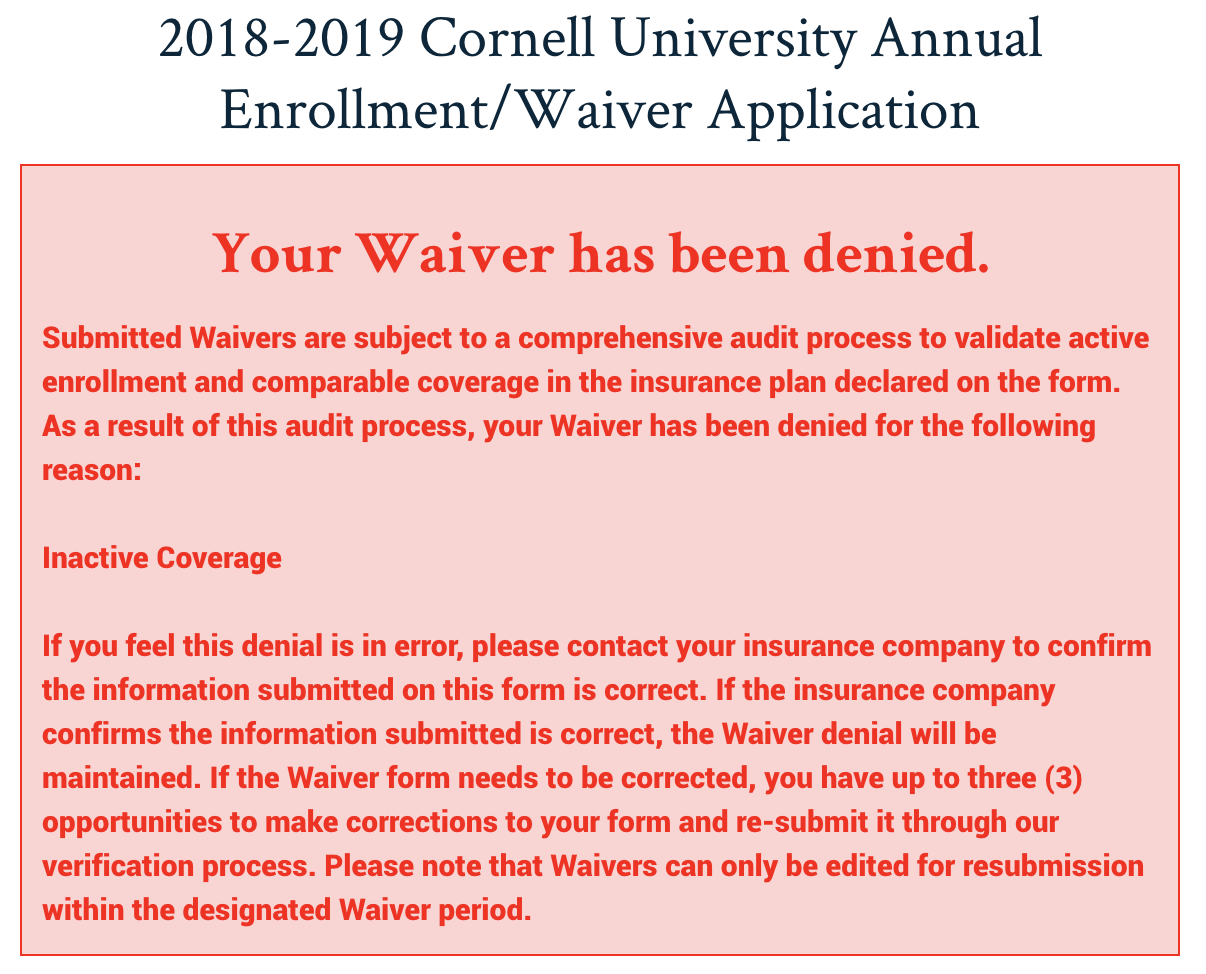 2018-2019 Cornell University Annual
Enrollment/Waiver Application
Your Waiver has been denied.
Submitted Waivers are subject to a comprehensive audit process to validate active
enrollment and comparable coverage in the insurance plan declared on the form.
As a result of this audit process, your Waiver has been denied for the following
reason:
Inactive Coverage
If you feel this denial is in error, please contact your insurance company to confirm
the information submitted on this form is correct. If the insurance company
confirms the information submitted is correct, the Waiver denial will be
maintained. If the Waiver form needs to be corrected, you have up to three (3)
opportunities to make corrections to your form and re-submit it through our
verification process. Please note that Waivers can only be edited for resubmission
within the designated Waiver period.